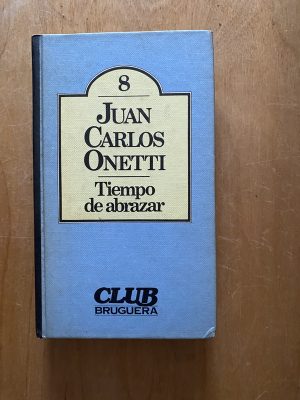 8
JUAN
CARLOS
ONETTI
Tiempo
de abrazar
CLUB
BRUGUERA